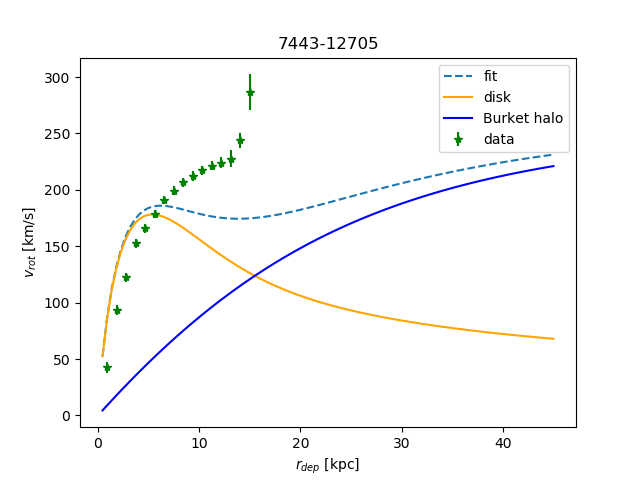 7443-12705
300
250
200
150
100
50
0
v_rot [km/s]
fit
disk
Burket halo
data
0 10 20 30 40
r_dep [kpc]